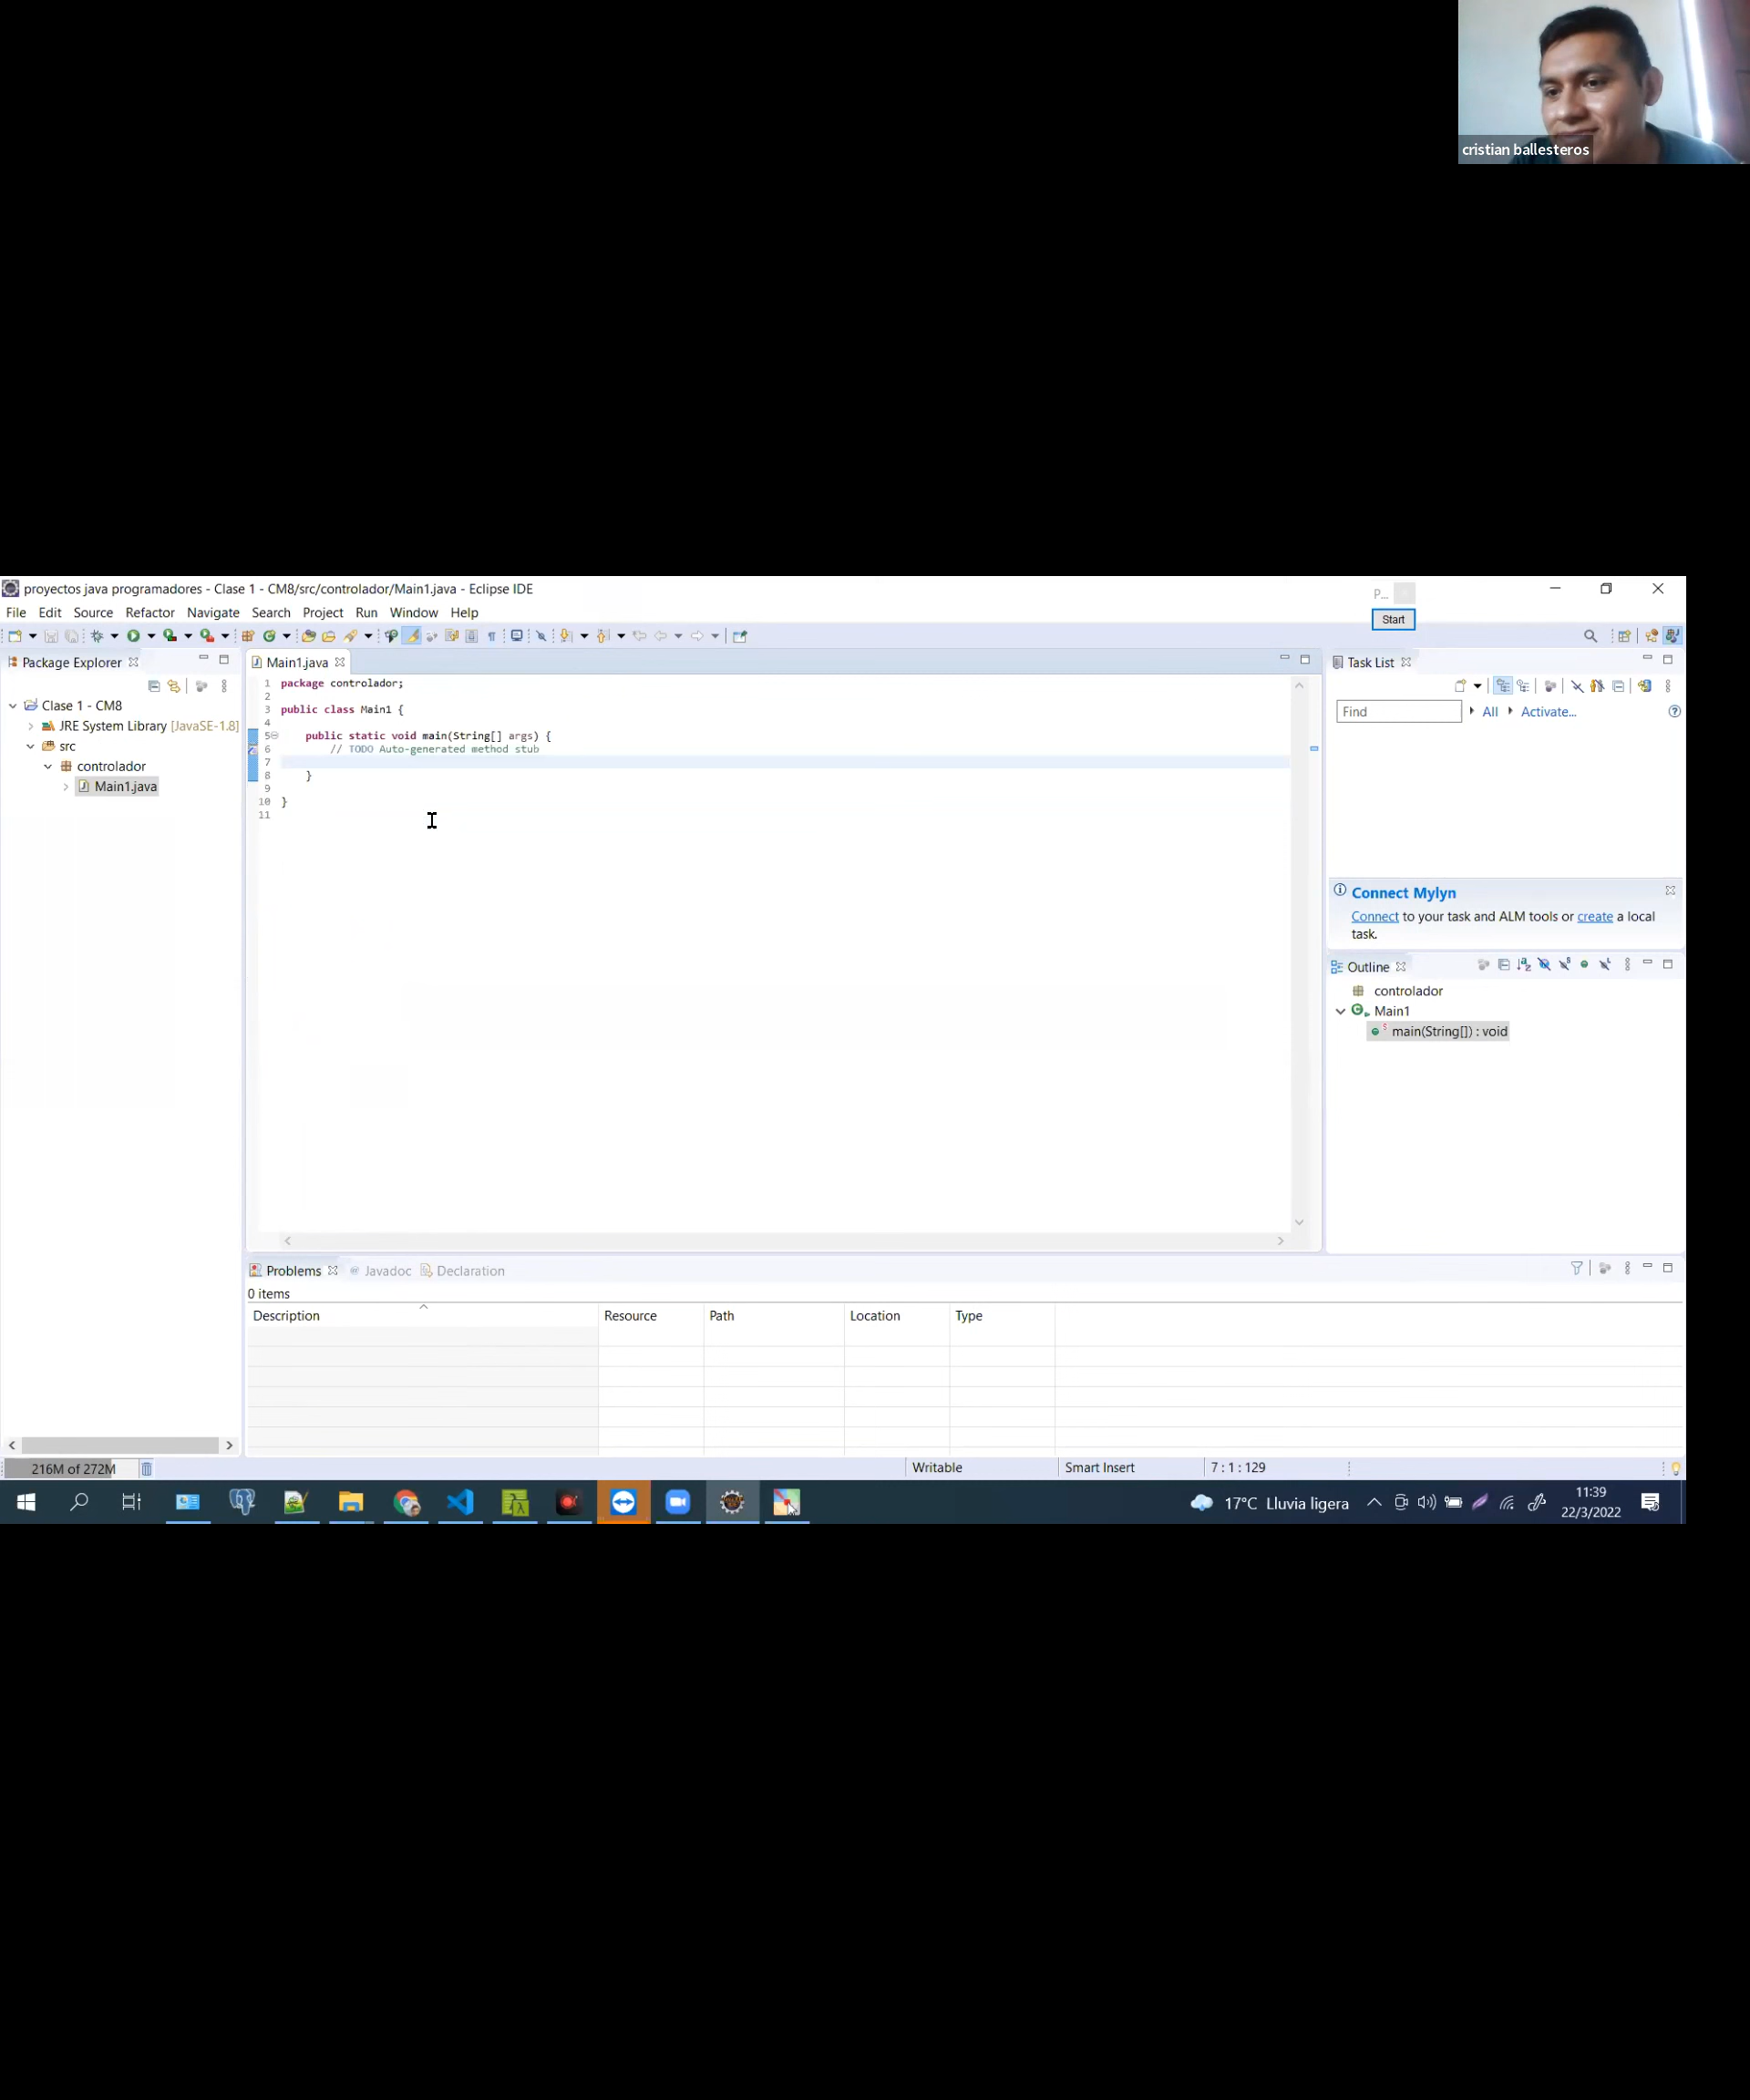 cristian ballesteros
proyectos java programadores - Clase 1 - CM8/src/controlador/Main1.java - Eclipse IDE
P...
File Edit Source Refactor Navigate Search Project Run Window Help
Start
Package Explorer
Clase 1 - CM8
JRE System Library [JavaSE-1.8]
src
controlador
Main1.java
Main1.java
1 package controlador;
2
3 public class Main1 {
4
5 public static void main(String[] args) {
6 // TODO Auto-generated method stub
7
8 }
9
10 }
11
Task List
Find All Activate...
Connect Mylyn
Connect to your task and ALM tools or create a local
task.
Outline
controlador
Main1
main(String[]) : void
Problems Javadoc Declaration
0 items
Description Resource Path Location Type
216M of 272M
Writable Smart Insert 7 : 1 : 129
17°C Lluvia ligera
11:39
22/3/2022